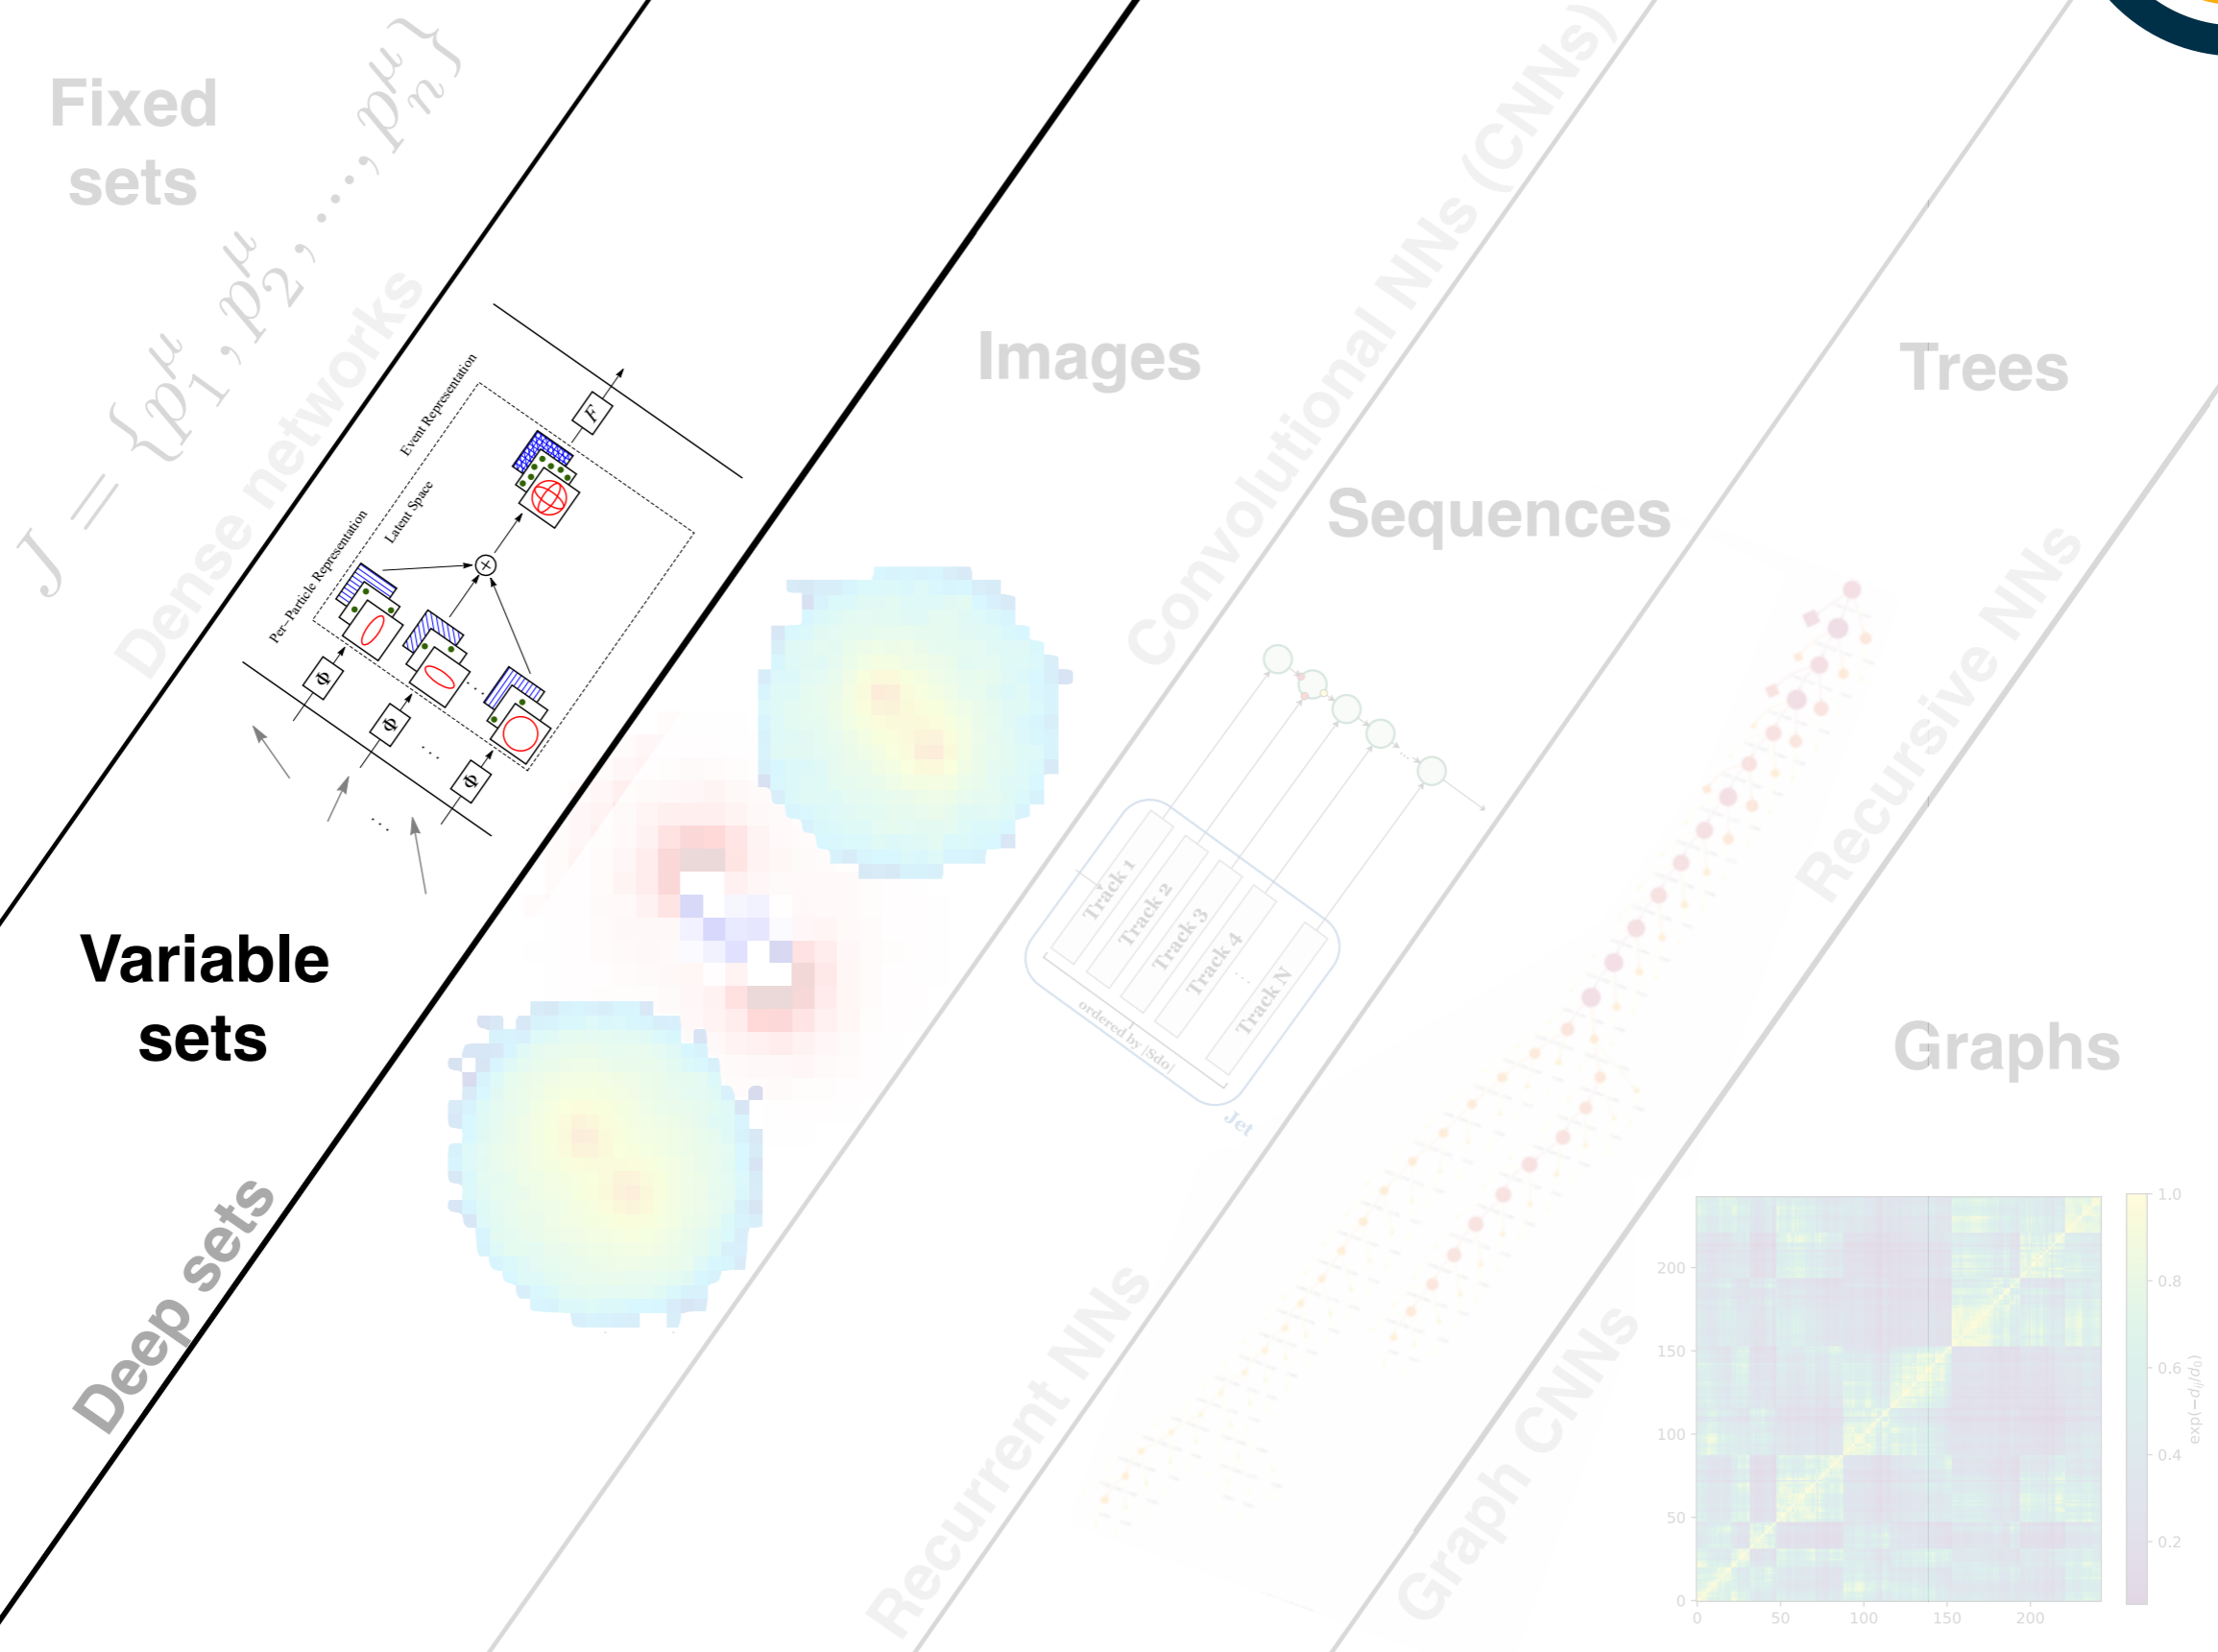 Fixed
sets
J = {p₁^μ, p₂^μ, ..., pₙ^μ}
Dense networks
Event Representation
Latent Space
Per−Particle Representation
F
Φ
Φ
Φ
Variable
sets
Deep sets
Images
Convolutional NNs (CNNs)
Sequences
Track 1
Track 2
Track 3
Track 4
...
Track N
ordered by |Sd0|
Jet
Recurrent NNs
Trees
Recursive NNs
Graphs
Graph CNNs
200
150
100
50
0
0 50 100 150 200
1.0
0.8
0.6
0.4
0.2
exp(−d_ij/d_0)